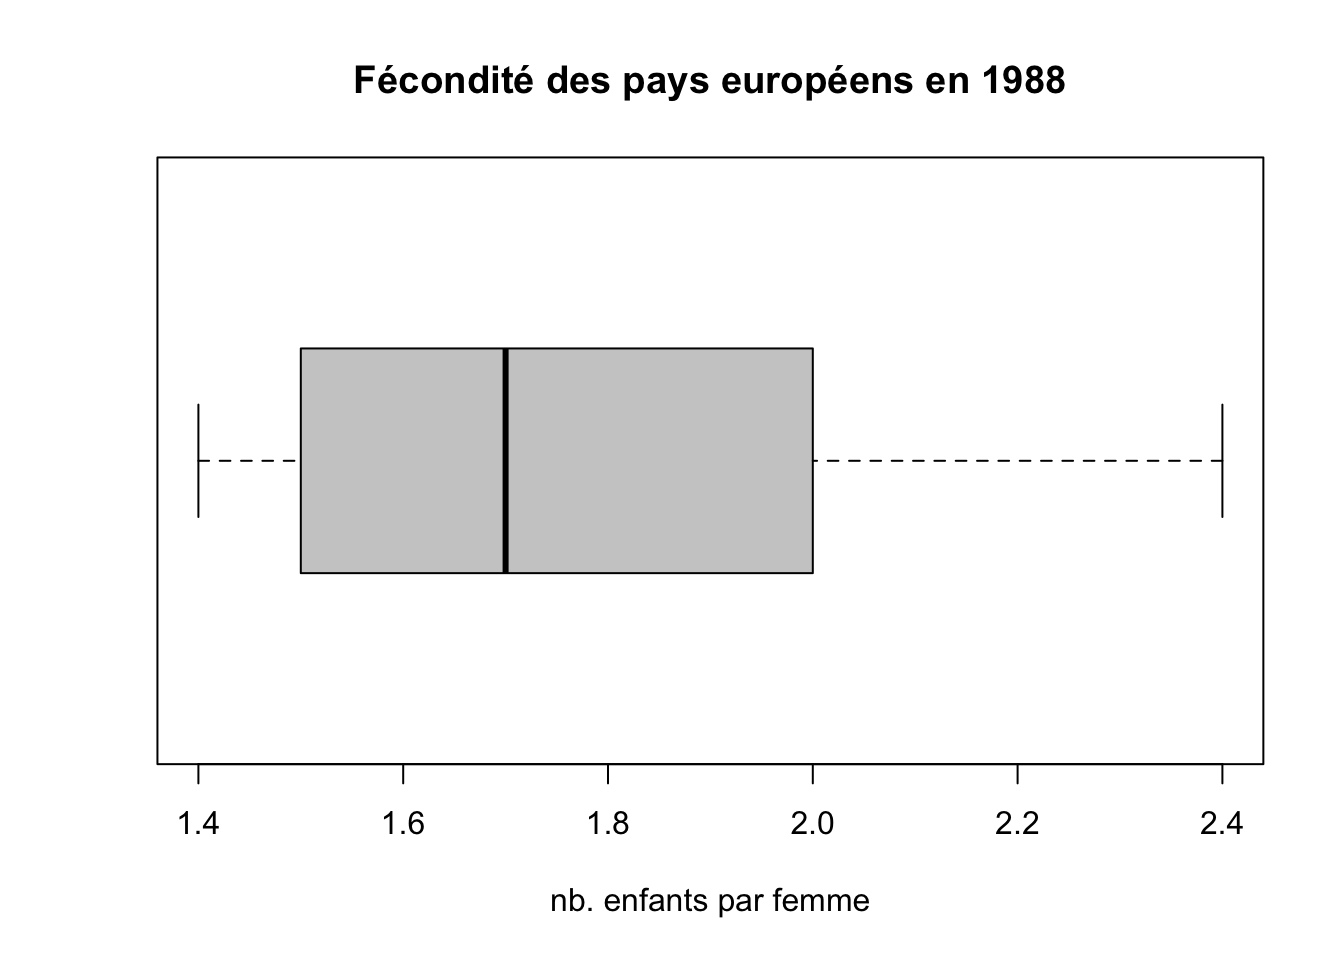 Fécondité des pays européens en 1988
1.4 1.6 1.8 2.0 2.2 2.4
nb. enfants par femme